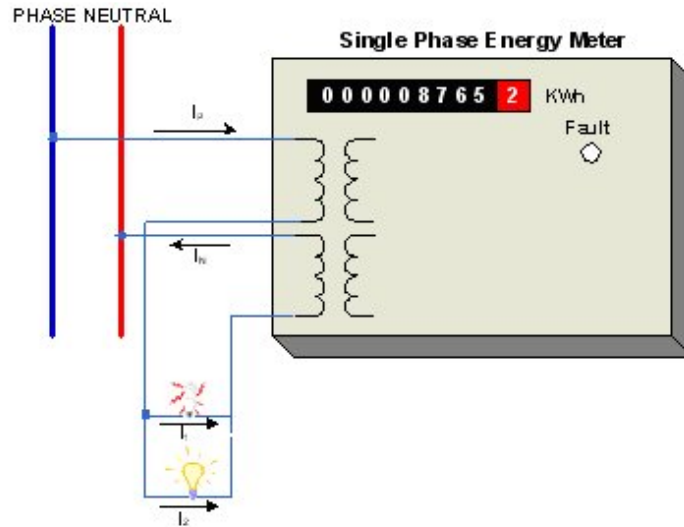 PHASE NEUTRAL
Single Phase Energy Meter
000008765 2 KWh
Fault
IP
IN
I1
I2